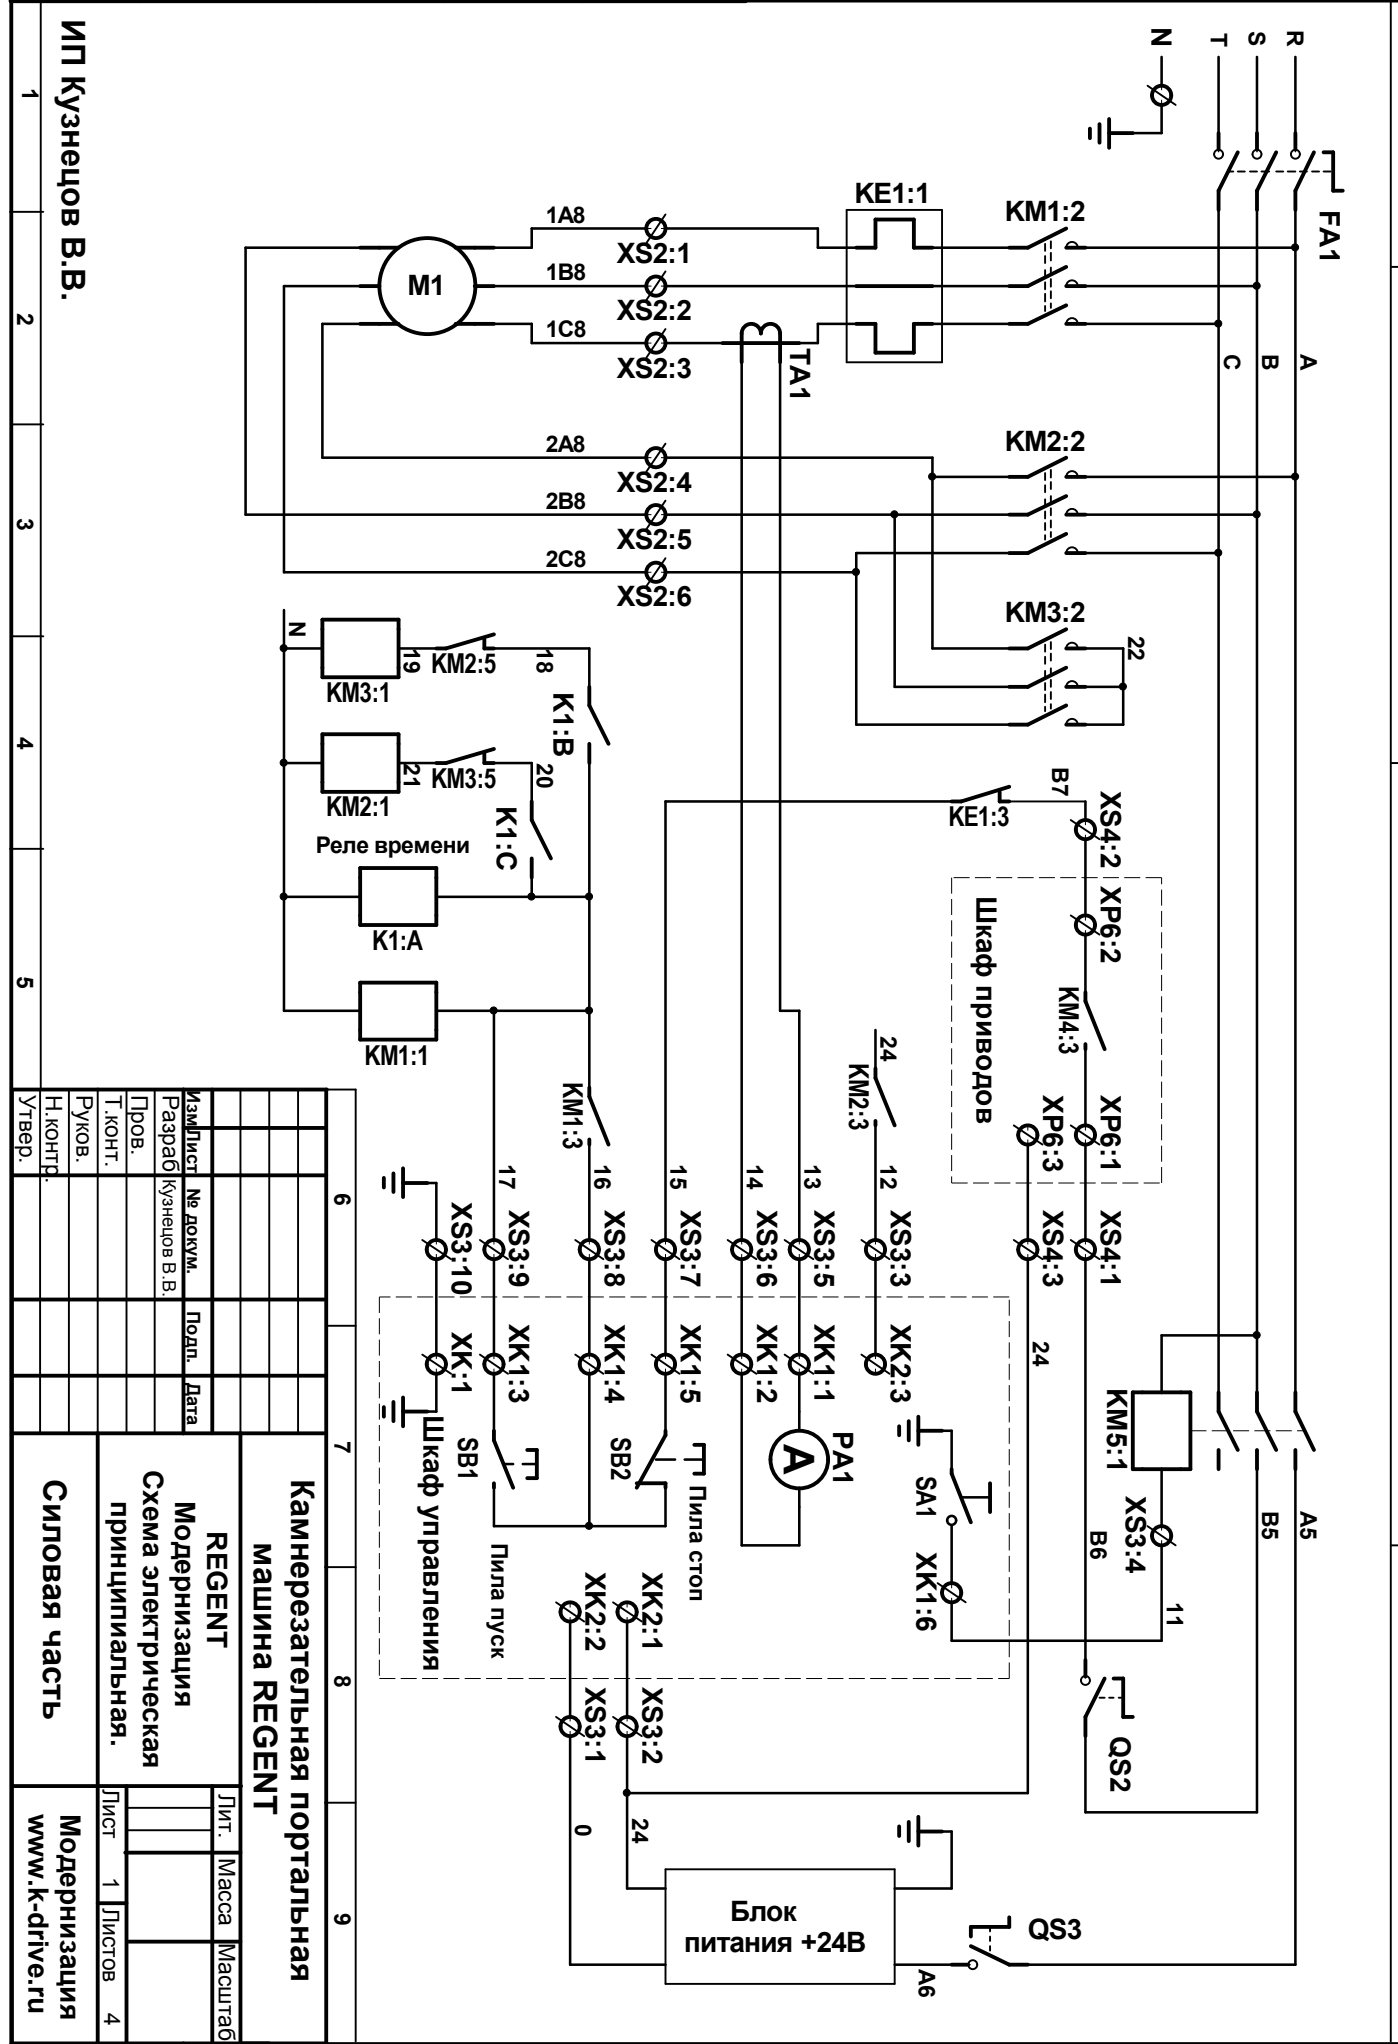 R
S
T
N
FA1
A
B
C
KM1:2
KE1:1
1A8
XS2:1
1B8
XS2:2
1C8
XS2:3
M1
TA1
KM2:2
2A8
XS2:4
2B8
XS2:5
2C8
XS2:6
KM3:2
22
N
KM3:1
19
KM2:5
18
K1:B
KM2:1
21
KM3:5
20
K1:C
Реле времени
K1:A
KM1:1
KE1:3
B7
XS4:2
XP6:2
KM4:3
Шкаф приводов
XP6:1
XP6:3
XS4:1
XS4:3
24
KM2:3
12
XS3:3
XK2:3
13
XS3:5
XK1:1
14
XS3:6
XK1:2
15
XS3:7
XK1:5
KM1:3
16
XS3:8
XK1:4
17
XS3:9
XK1:3
XS3:10
XK:1
24
KM5:1
XS3:4
11
A5
B5
B6
PA1
A
SA1
XK1:6
SB2
Пила стоп
SB1
Пила пуск
Шкаф управления
XK2:1
XS3:2
XK2:2
XS3:1
QS2
24
0
Блок
питания +24В
A6
QS3
ИП Кузнецов В.В.
1
2
3
4
5
6
7
8
9
Изм
Лист
№ докум.
Подп.
Дата
Разраб
Кузнецов В.В.
Пров.
Т.конт.
Руков.
Н.контр.
Утвер.
Камнерезательная портальная
машина REGENT
REGENT
Модернизация
Схема электрическая
принципиальная.
Силовая часть
Лит.
Масса
Масштаб
Лист 1
Листов 4
Модернизация
www.k-drive.ru